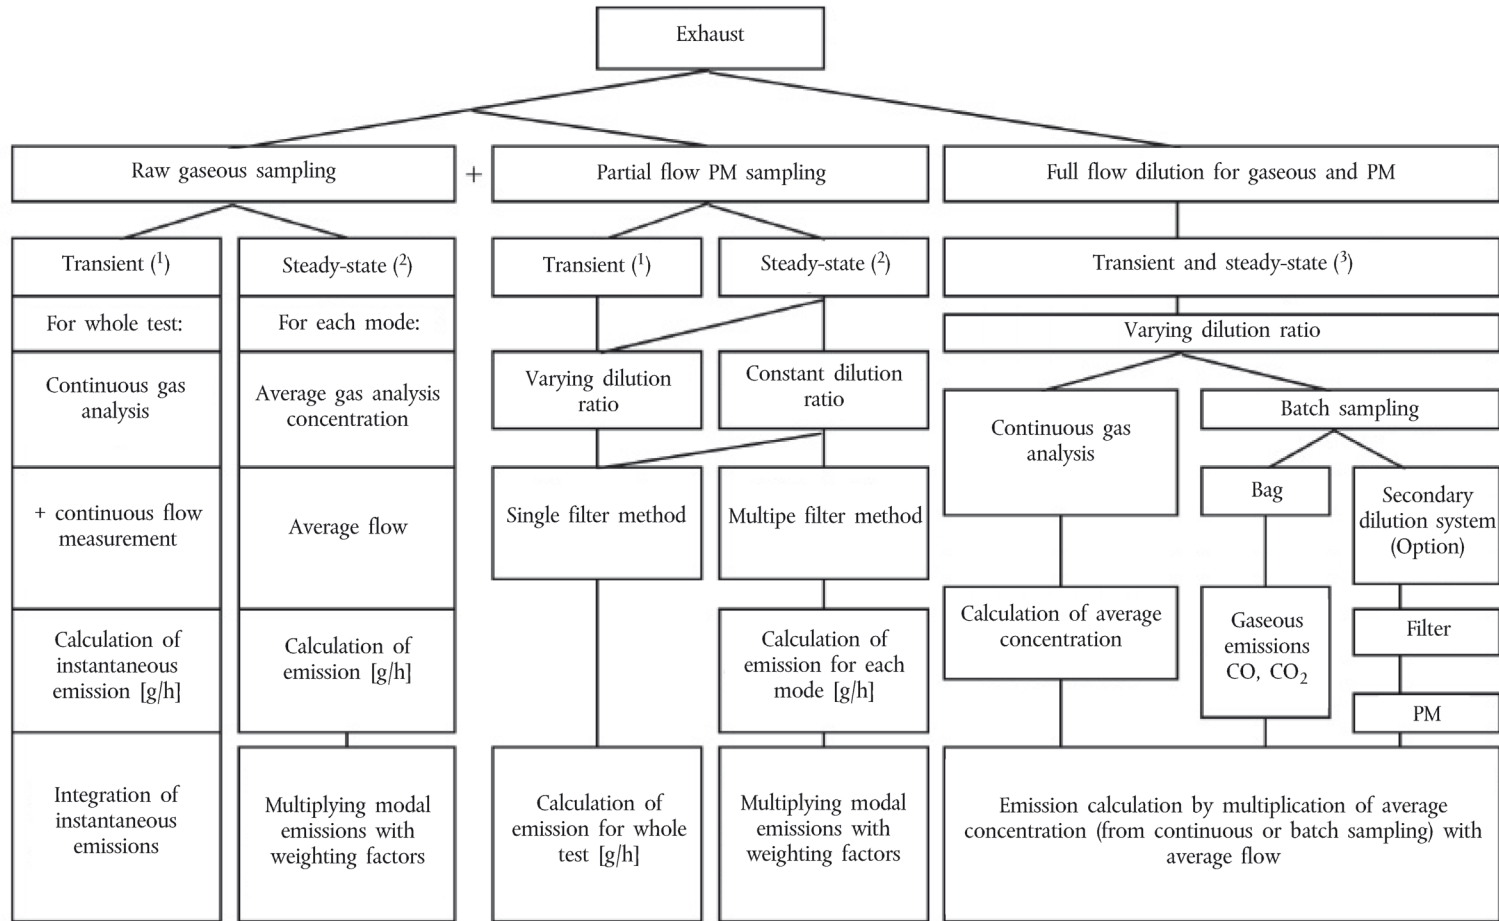 Exhaust
Raw gaseous sampling
+
Partial flow PM sampling
Full flow dilution for gaseous and PM
Transient (¹)
Steady-state (²)
Transient (¹)
Steady-state (²)
Transient and steady-state (³)
For whole test:
For each mode:
Varying dilution ratio
Continuous gas
analysis
Average gas analysis
concentration
Varying dilution
ratio
Constant dilution
ratio
Continuous gas
analysis
Batch sampling
+ continuous flow
measurement
Average flow
Single filter method
Multipe filter method
Bag
Secondary
dilution system
(Option)
Calculation of
instantaneous
emission [g/h]
Calculation of
emission [g/h]
Calculation of
emission for each
mode [g/h]
Calculation of average
concentration
Gaseous
emissions
CO, CO₂
Filter
PM
Integration of
instantaneous
emissions
Multiplying modal
emissions with
weighting factors
Calculation of
emission for whole
test [g/h]
Multiplying modal
emissions with
weighting factors
Emission calculation by multiplication of average
concentration (from continuous or batch sampling) with
average flow